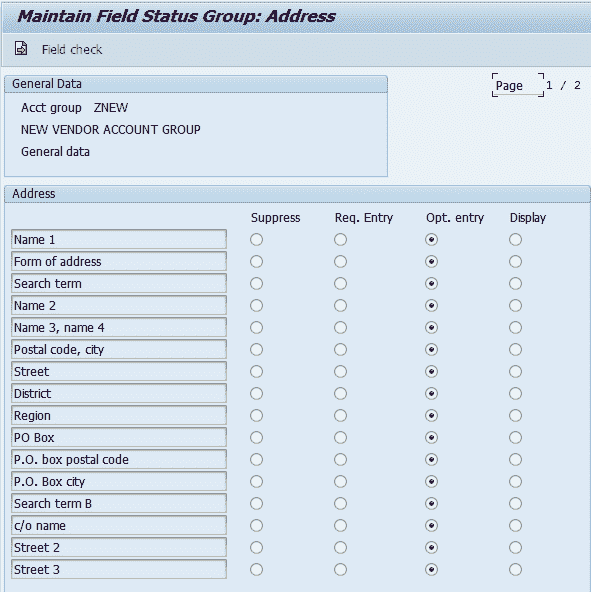 Maintain Field Status Group: Address
Field check
General Data
Page 1 / 2
Acct group ZNEW
NEW VENDOR ACCOUNT GROUP
General data
Address
Suppress Req. Entry Opt. entry Display
Name 1
Form of address
Search term
Name 2
Name 3, name 4
Postal code, city
Street
District
Region
PO Box
P.O. box postal code
P.O. Box city
Search term B
c/o name
Street 2
Street 3